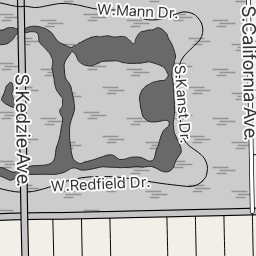 W. Mann Dr.
S. California Ave.
S. Kanst Dr.
S. Kedzie Ave.
W. Redfield Dr.